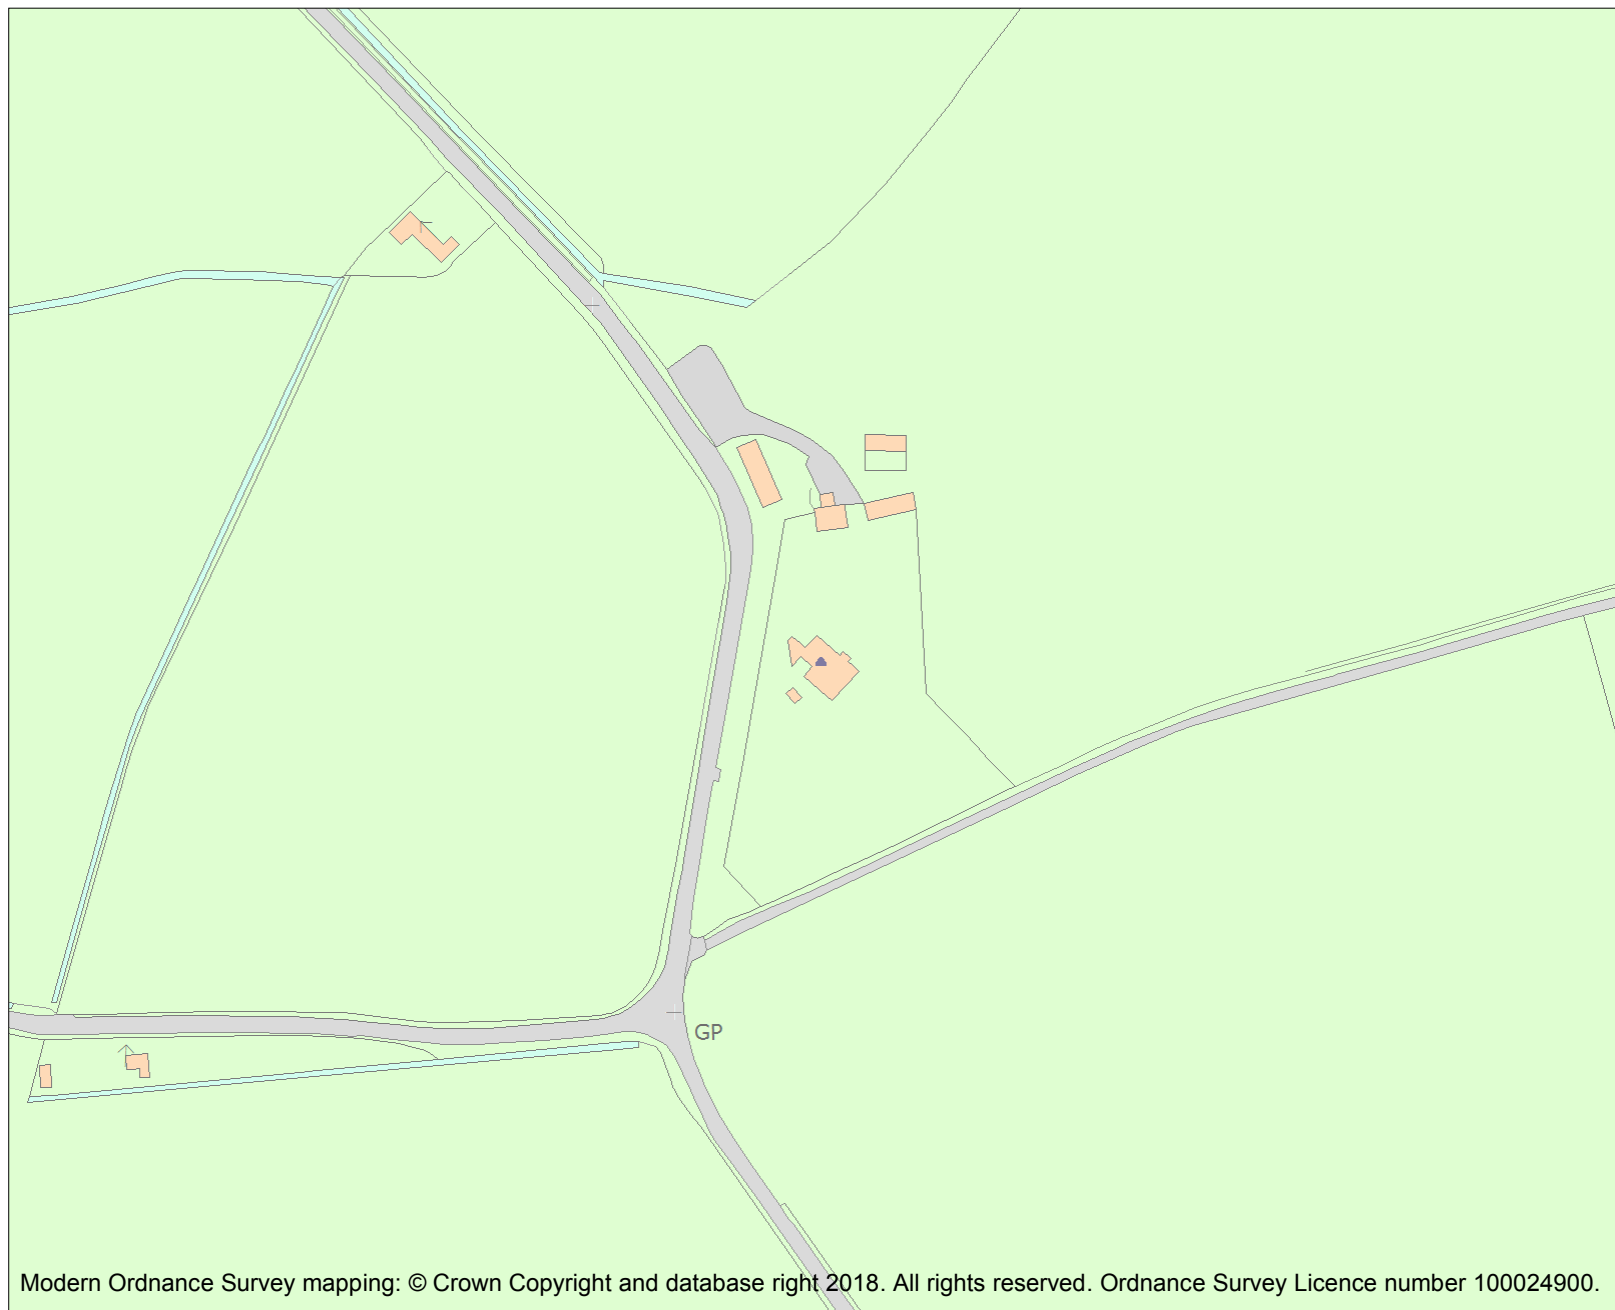 GP
Modern Ordnance Survey mapping: © Crown Copyright and database right 2018. All rights reserved. Ordnance Survey Licence number 100024900.